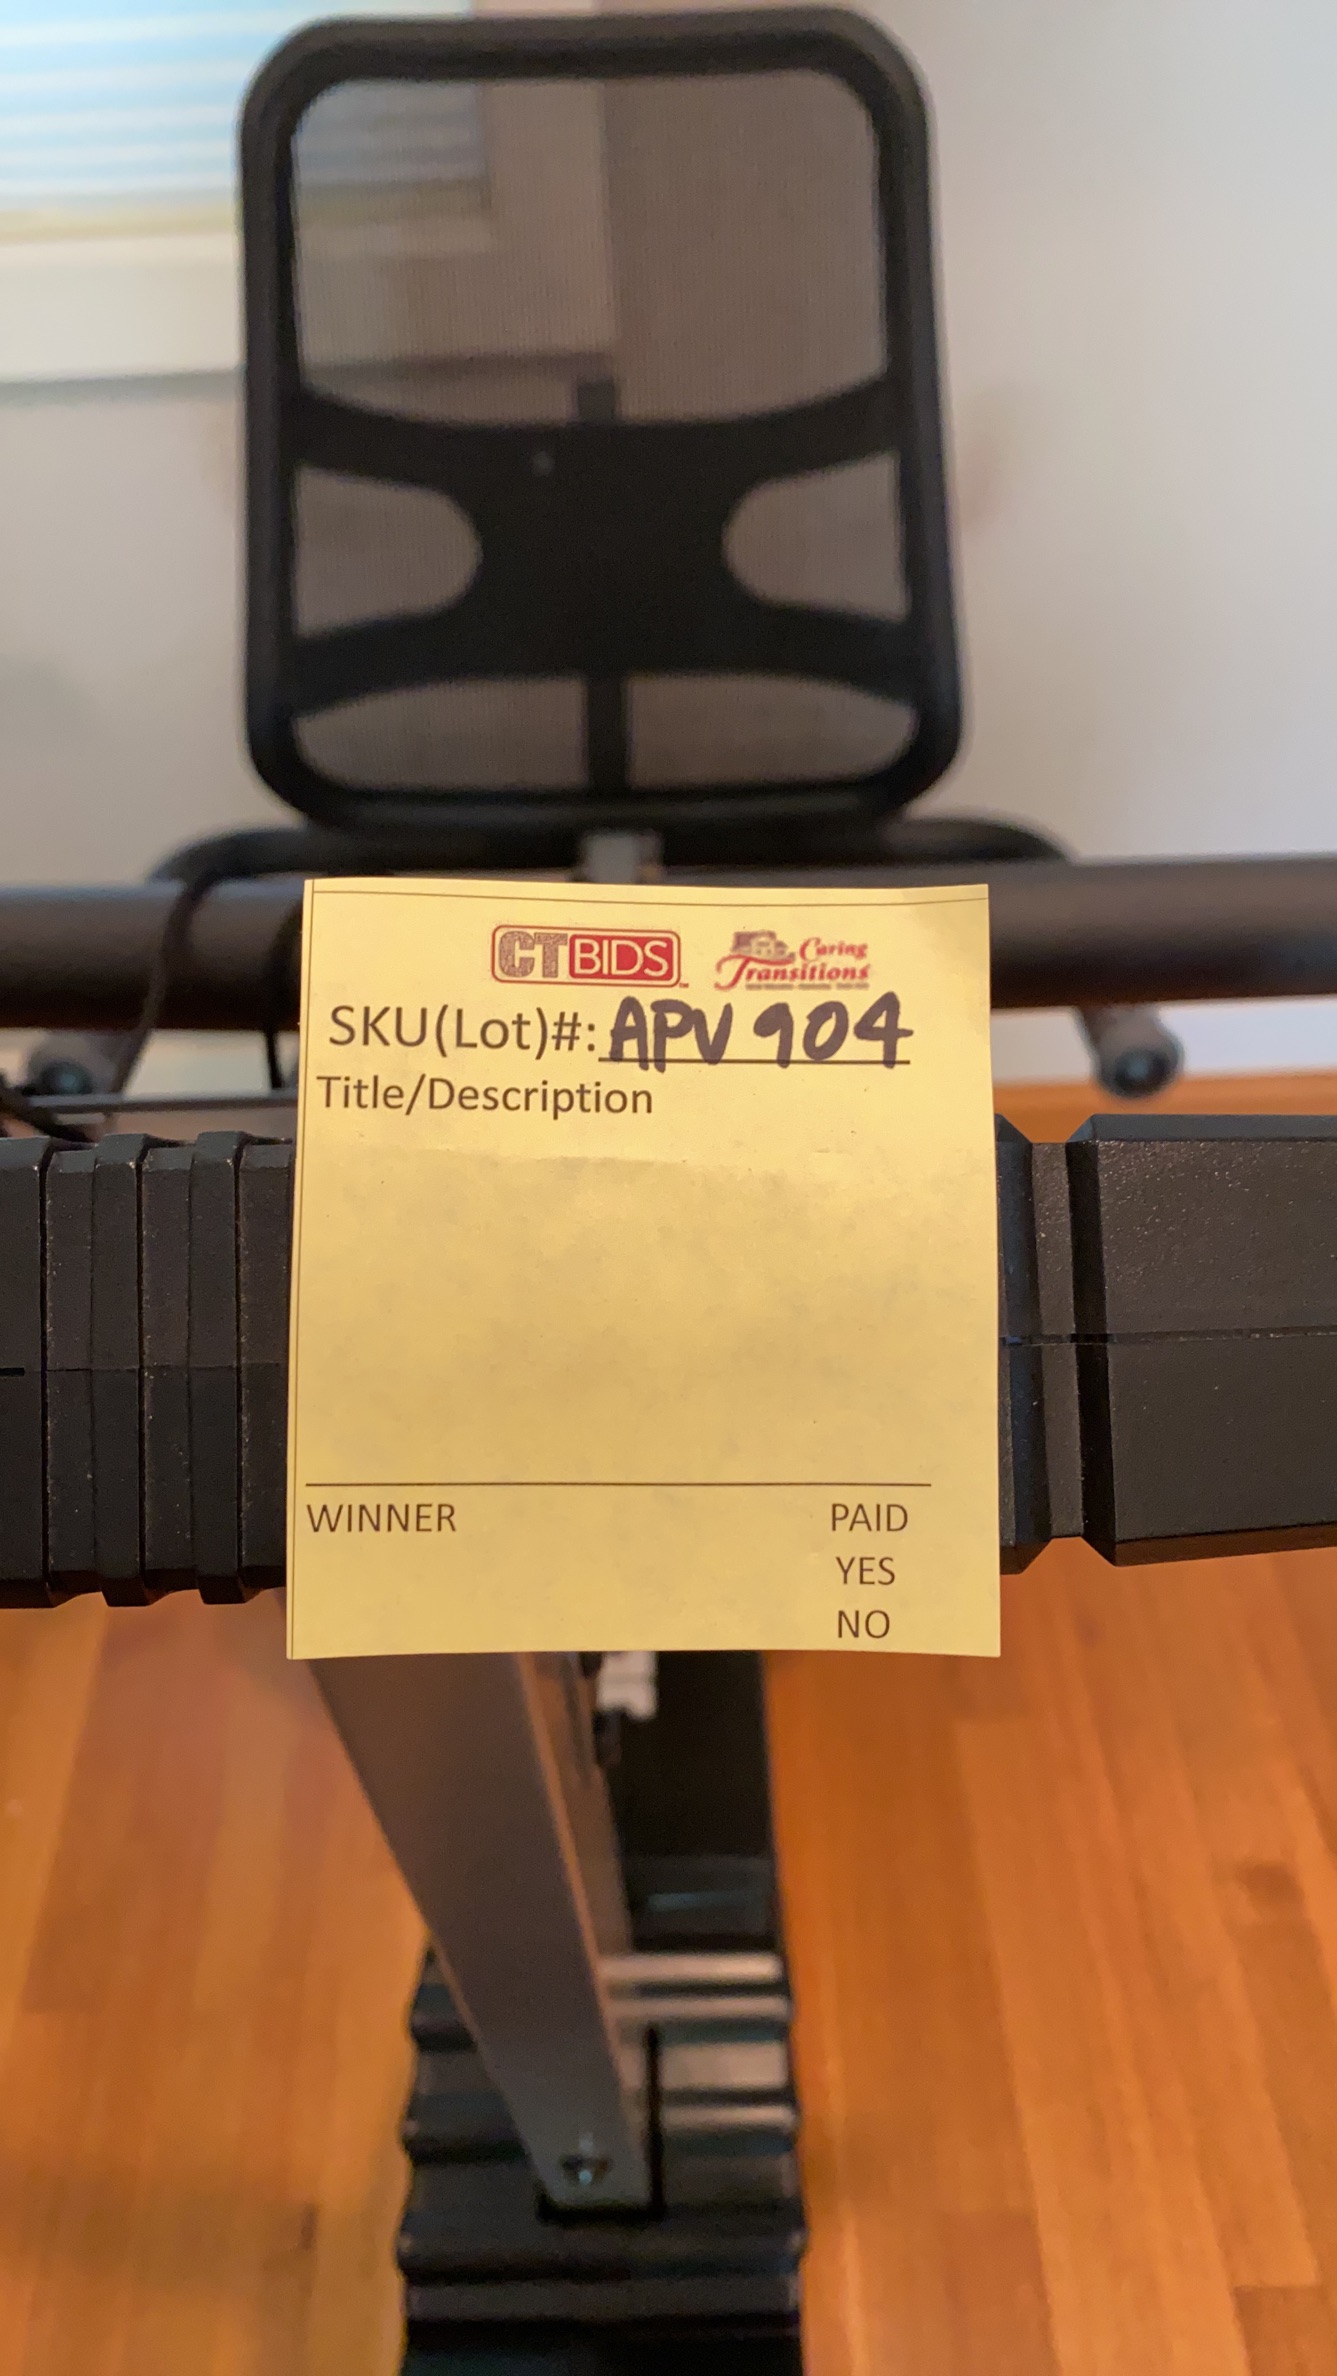 CTBIDS Caring Transitions
SKU(Lot)#: APV 904
Title/Description
WINNER PAID
YES
NO